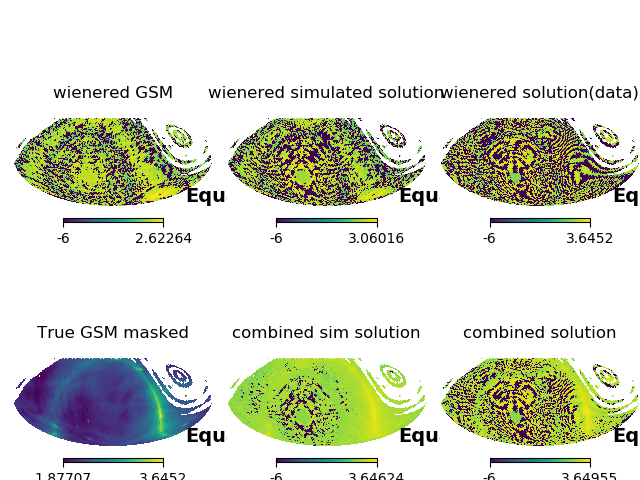 wienered GSM
wienered simulated solution
wienered solution(data)
Equ
Equ
Eq
-6 2.62264
-6 3.06016
-6 3.6452
True GSM masked
combined sim solution
combined solution
Equ
Equ
Eq
1.87707 3.6452
-6 3.64624
-6 3.64955